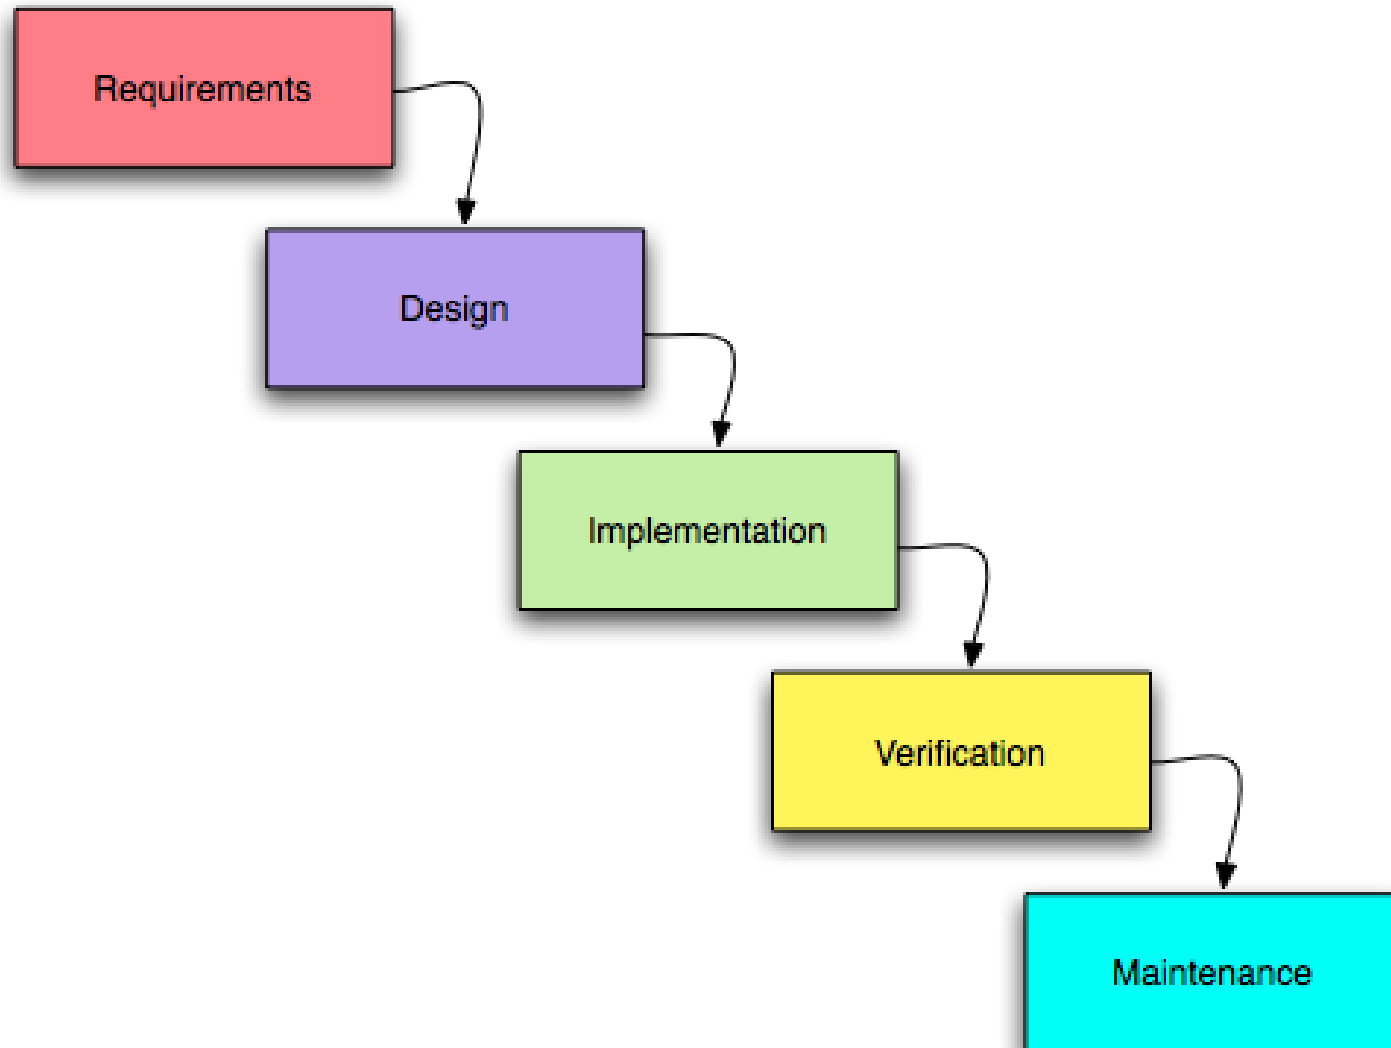 Requirements
Design
Implementation
Verification
Maintenance